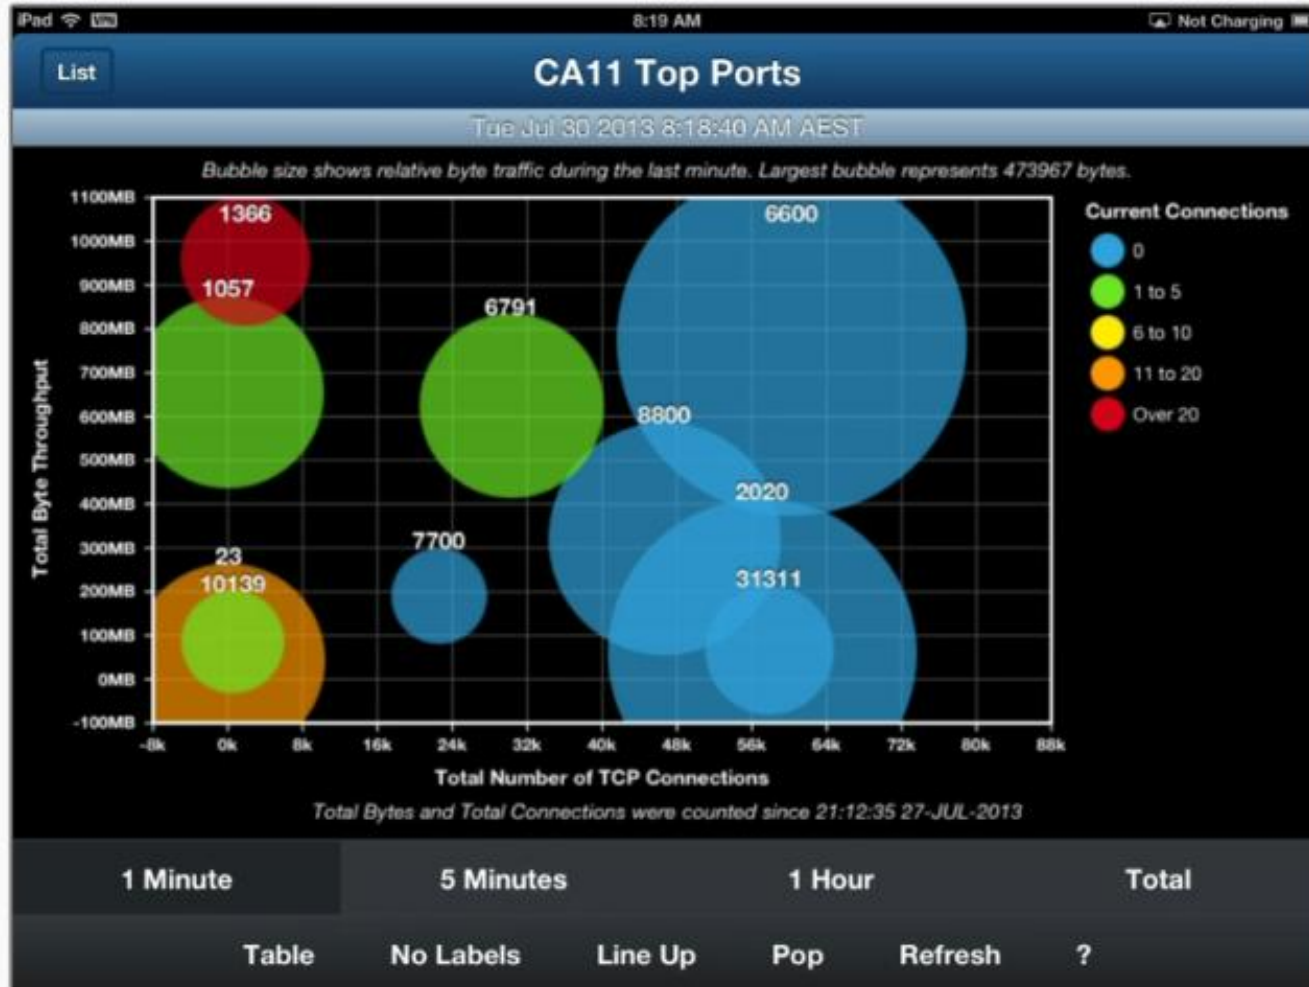 iPad VPN 8:19 AM Not Charging
List CA11 Top Ports
Tue Jul 30 2013 8:18:40 AM AEST
Bubble size shows relative byte traffic during the last minute. Largest bubble represents 473967 bytes.
Total Byte Throughput
1100MB
1000MB
900MB
800MB
700MB
600MB
500MB
400MB
300MB
200MB
100MB
0MB
-100MB
1366
6600
1057
6791
8800
2020
7700
23
10139
31311
Current Connections
0
1 to 5
6 to 10
11 to 20
Over 20
-8k 0k 8k 16k 24k 32k 40k 48k 56k 64k 72k 80k 88k
Total Number of TCP Connections
Total Bytes and Total Connections were counted since 21:12:35 27-JUL-2013
1 Minute 5 Minutes 1 Hour Total
Table No Labels Line Up Pop Refresh ?